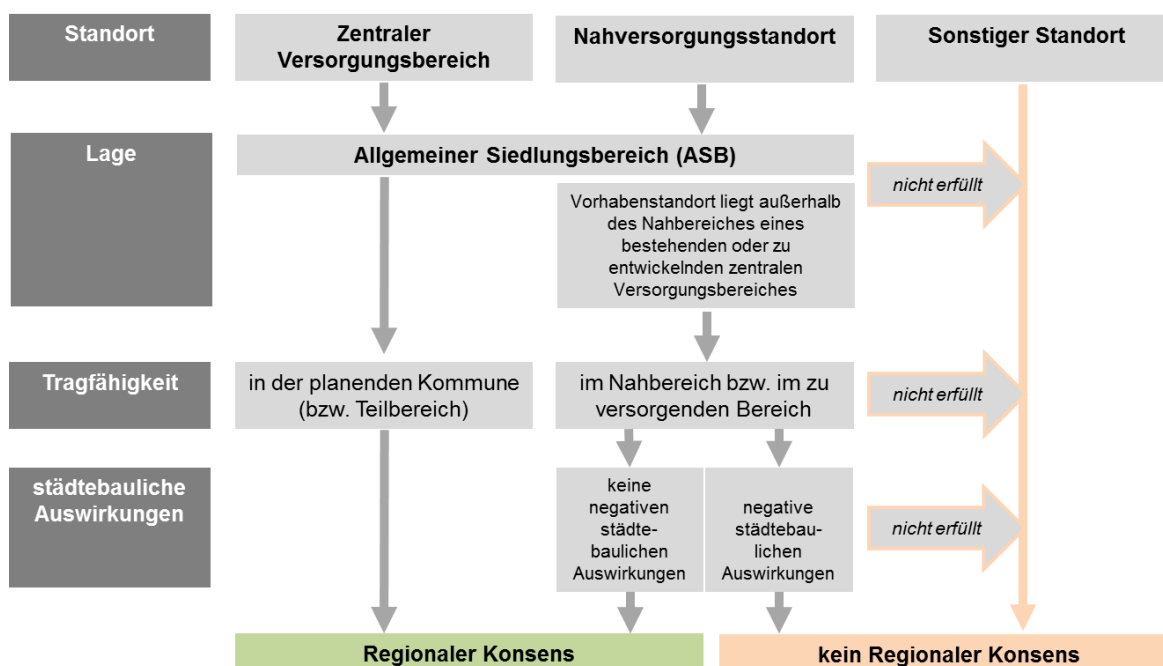 Standort
Zentraler
Versorgungsbereich
Nahversorgungsstandort
Sonstiger Standort
Lage
Allgemeiner Siedlungsbereich (ASB)
nicht erfüllt
Vorhabenstandort liegt außerhalb
des Nahbereiches eines
bestehenden oder zu
entwickelnden zentralen
Versorgungsbereiches
Tragfähigkeit
in der planenden Kommune
(bzw. Teilbereich)
im Nahbereich bzw. im zu
versorgenden Bereich
nicht erfüllt
städtebauliche
Auswirkungen
keine
negativen
städte-
baulichen
Auswirkungen
negative
städtebau-
lichen
Auswirkungen
nicht erfüllt
Regionaler Konsens
kein Regionaler Konsens